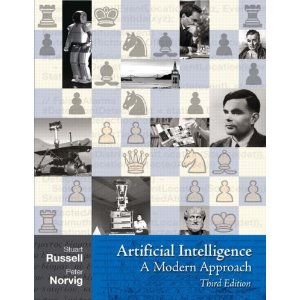 Stuart
Russell
Peter
Norvig
Artificial Intelligence
A Modern Approach
Third Edition